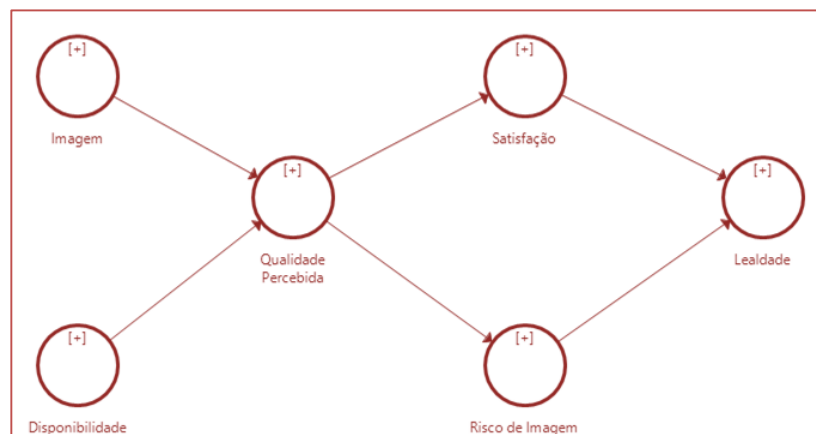 [+]
Imagem
[+]
Satisfação
[+]
Qualidade
Percebida
[+]
Lealdade
[+]
Disponibilidade
[+]
Risco de Imagem